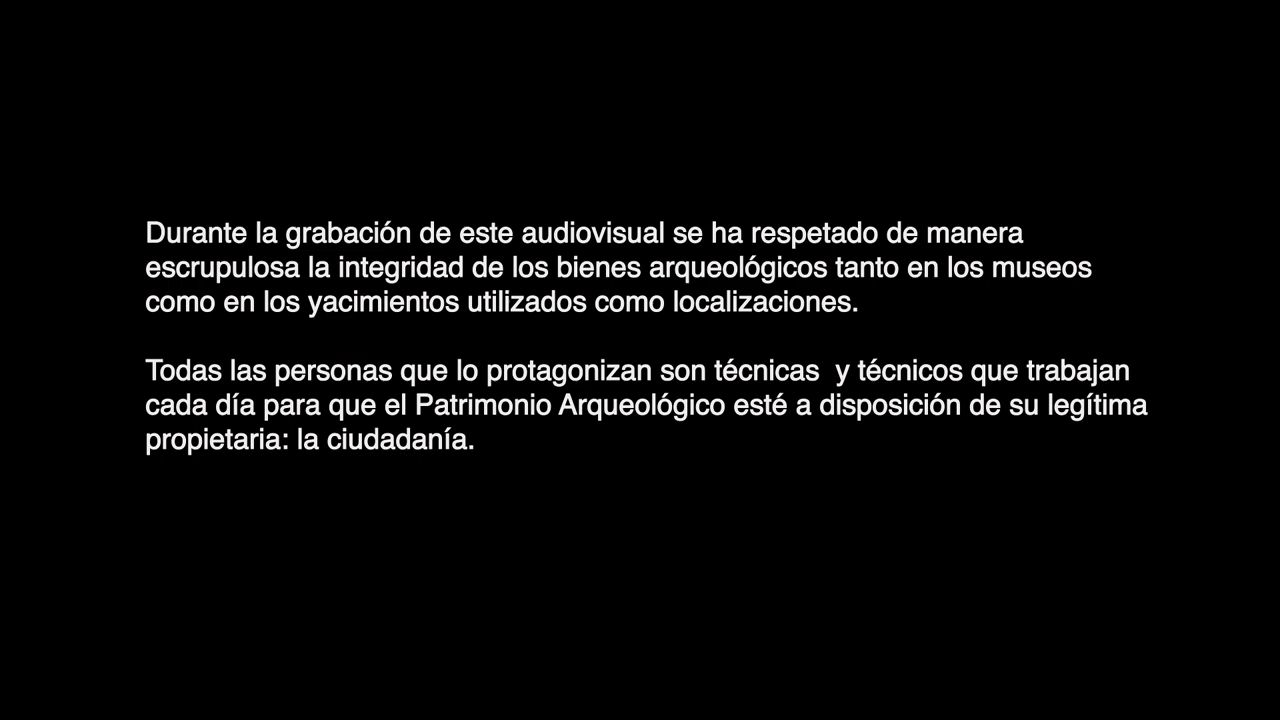 Durante la grabación de este audiovisual se ha respetado de manera
escrupulosa la integridad de los bienes arqueológicos tanto en los museos
como en los yacimientos utilizados como localizaciones.
Todas las personas que lo protagonizan son técnicas  y técnicos que trabajan
cada día para que el Patrimonio Arqueológico esté a disposición de su legítima
propietaria: la ciudadanía.